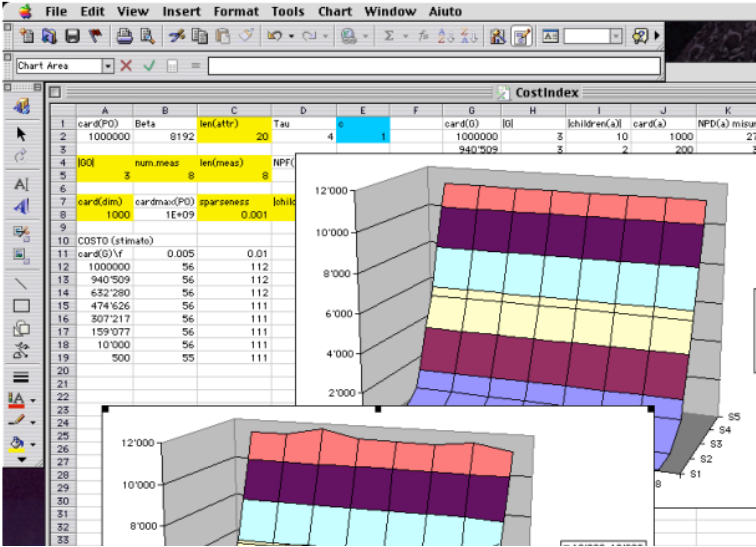 File Edit View Insert Format Tools Chart Window Aiuto
Chart Area
CostIndex
A B C D E F G H I J K
1 card(P0) Beta len(attr) Tau c card(G) |G| |children(a)| card(a) NPD(a) misur
2 1000000 8192 20 4 1 1000000 3 10 1000 27
3 940'509 3 2 200 3
4 |G0| num.meas len(meas) NPF(
5 3 8 8
6
7 card(dim) cardmax(P0) sparseness |child
8 1000 1E+09 0.001
9
10 COSTO (stimato)
11 card(G)\f 0.005 0.01
12 1000000 56 112
13 940'509 56 112
14 632'280 56 112
15 474'626 56 111
16 307'217 56 111
17 159'077 56 111
18 10'000 56 111
19 500 55 111
20
21
22
23
24
25
26
27
28
29
30
31
32
33
12'000
10'000
8'000
6'000
4'000
2'000
S5
S4
S3
S2
S1
8
12'000
10'000
8'000